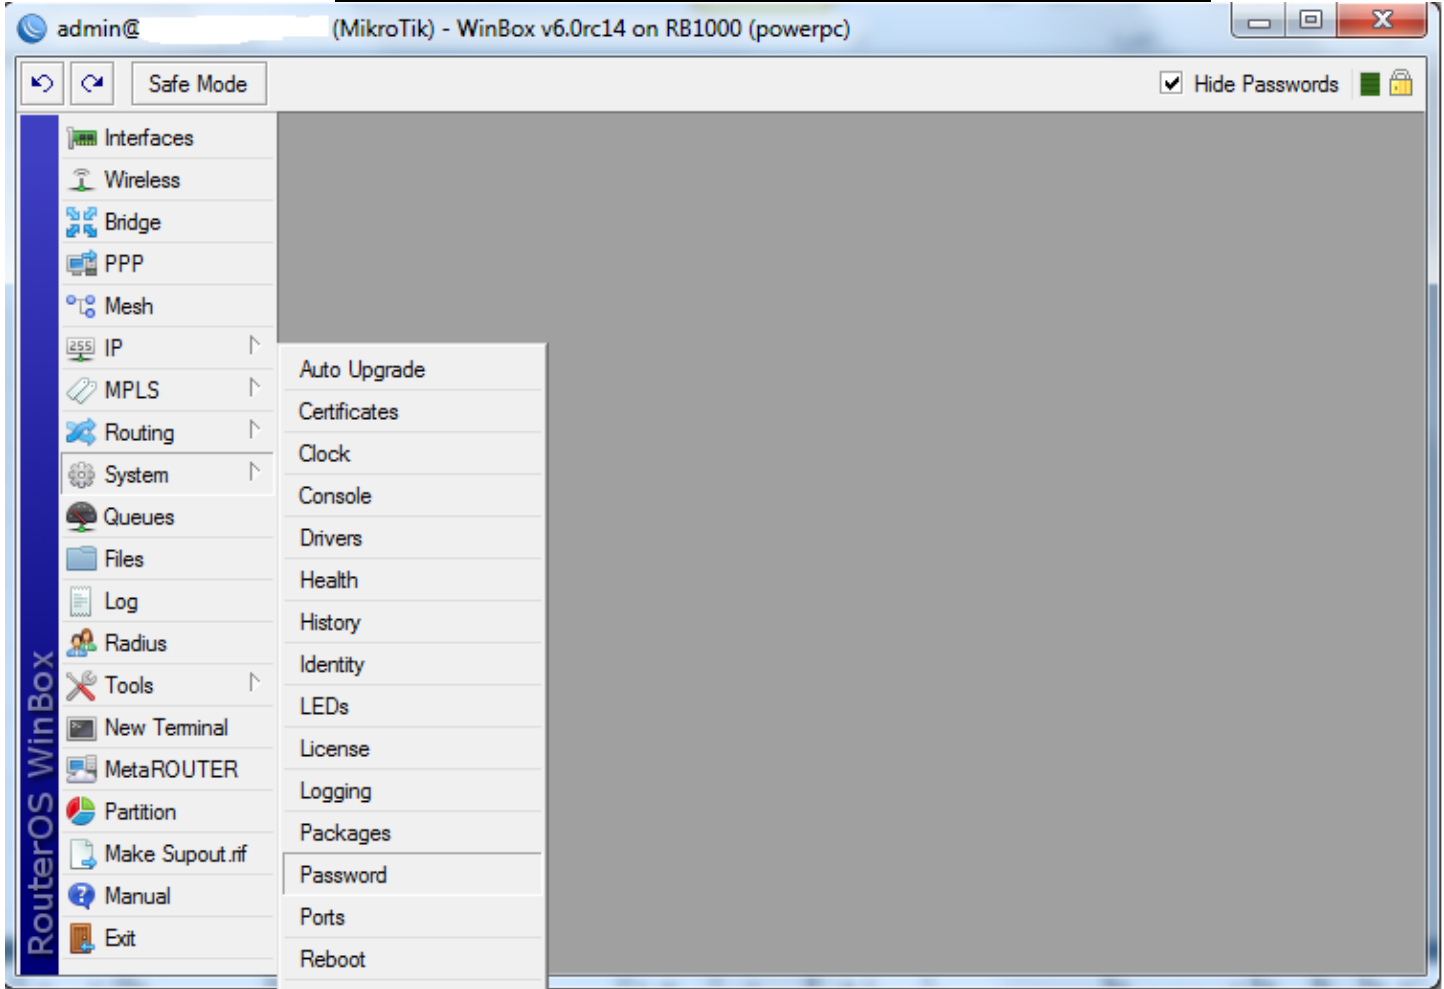 admin@ (MikroTik) - WinBox v6.0rc14 on RB1000 (powerpc)
Safe Mode
Hide Passwords
Interfaces
Wireless
Bridge
PPP
Mesh
255 IP
MPLS
Routing
System
Queues
Files
Log
Radius
Tools
New Terminal
MetaROUTER
Partition
Make Supout.rif
Manual
Exit
RouterOS WinBox
Auto Upgrade
Certificates
Clock
Console
Drivers
Health
History
Identity
LEDs
License
Logging
Packages
Password
Ports
Reboot